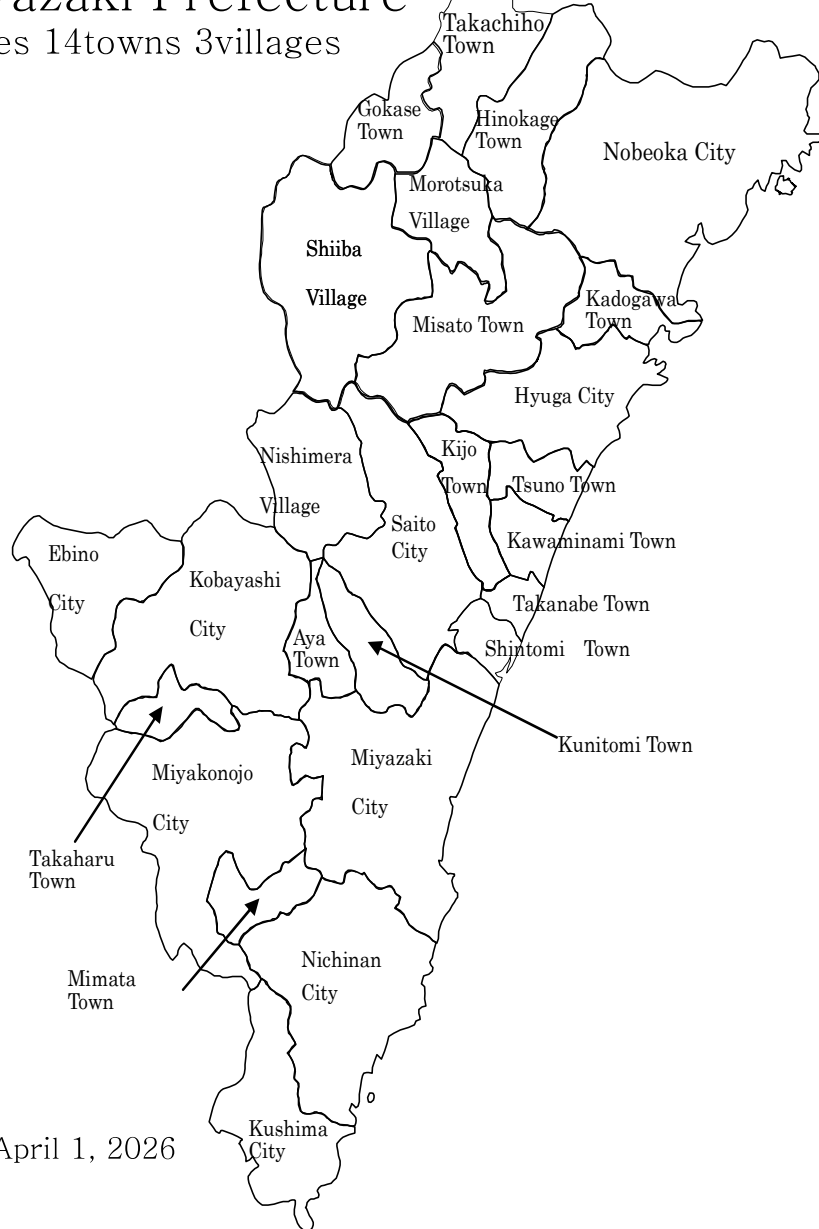 azaki Prefecture
es 14towns 3villages
Takachiho
Town
Gokase
Town
Hinokage
Town
Nobeoka City
Morotsuka
Village
Shiiba
Village
Kadogawa
Town
Misato Town
Hyuga City
Nishimera
Village
Kijo
Town
Tsuno Town
Saito
City
Kawaminami Town
Ebino
City
Kobayashi
City
Takanabe Town
Aya
Town
Shintomi Town
Kunitomi Town
Miyakonojo
City
Miyazaki
City
Takaharu
Town
Mimata
Town
Nichinan
City
Kushima
City
April 1, 2026